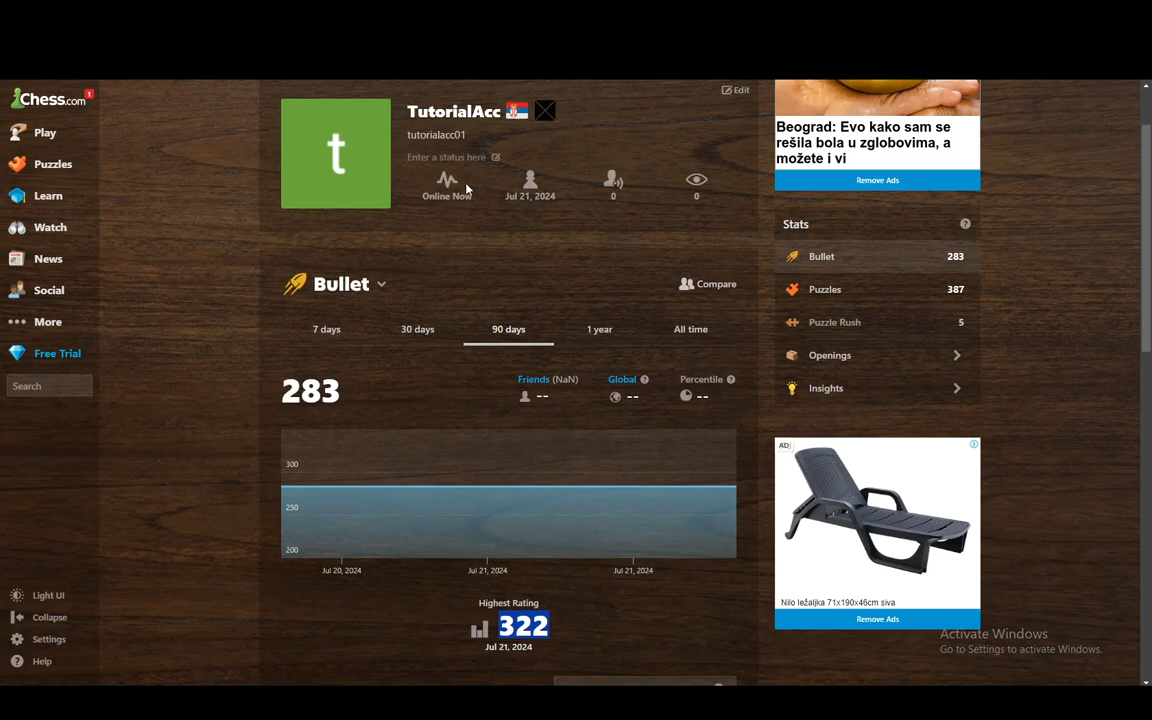 Chess.com
1
Play
Puzzles
Learn
Watch
News
Social
More
Free Trial
Search
Light UI
Collapse
Settings
Help
Edit
t
TutorialAcc
tutorialacc01
Enter a status here
Online Now
Jul 21, 2024
0
0
Bullet
Compare
7 days
30 days
90 days
1 year
All time
283
Friends (NaN)
--
Global ?
--
Percentile ?
--
300
250
200
Jul 20, 2024
Jul 21, 2024
Jul 21, 2024
Highest Rating
322
Jul 21, 2024
Beograd: Evo kako sam se
rešila bola u zglobovima, a
možete i vi
Remove Ads
Stats ?
Bullet 283
Puzzles 387
Puzzle Rush 5
Openings
Insights
AD
Nilo ležaljka 71x190x46cm siva
Remove Ads
Activate Windows
Go to Settings to activate Windows.